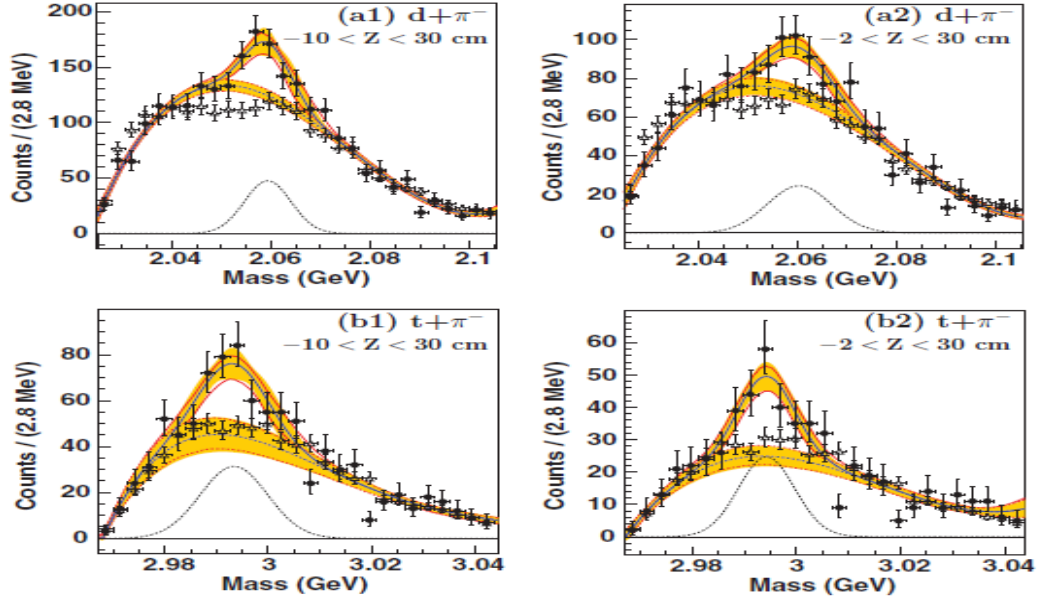 (a1) d+π⁻
−10 < Z < 30 cm
200
150
100
50
0
Counts / (2.8 MeV)
2.04 2.06 2.08 2.1
Mass (GeV)
(a2) d+π⁻
−2 < Z < 30 cm
100
80
60
40
20
0
Counts / (2.8 MeV)
2.04 2.06 2.08 2.1
Mass (GeV)
(b1) t+π⁻
−10 < Z < 30 cm
80
60
40
20
0
Counts / (2.8 MeV)
2.98 3 3.02 3.04
Mass (GeV)
(b2) t+π⁻
−2 < Z < 30 cm
60
50
40
30
20
10
0
Counts / (2.8 MeV)
2.98 3 3.02 3.04
Mass (GeV)